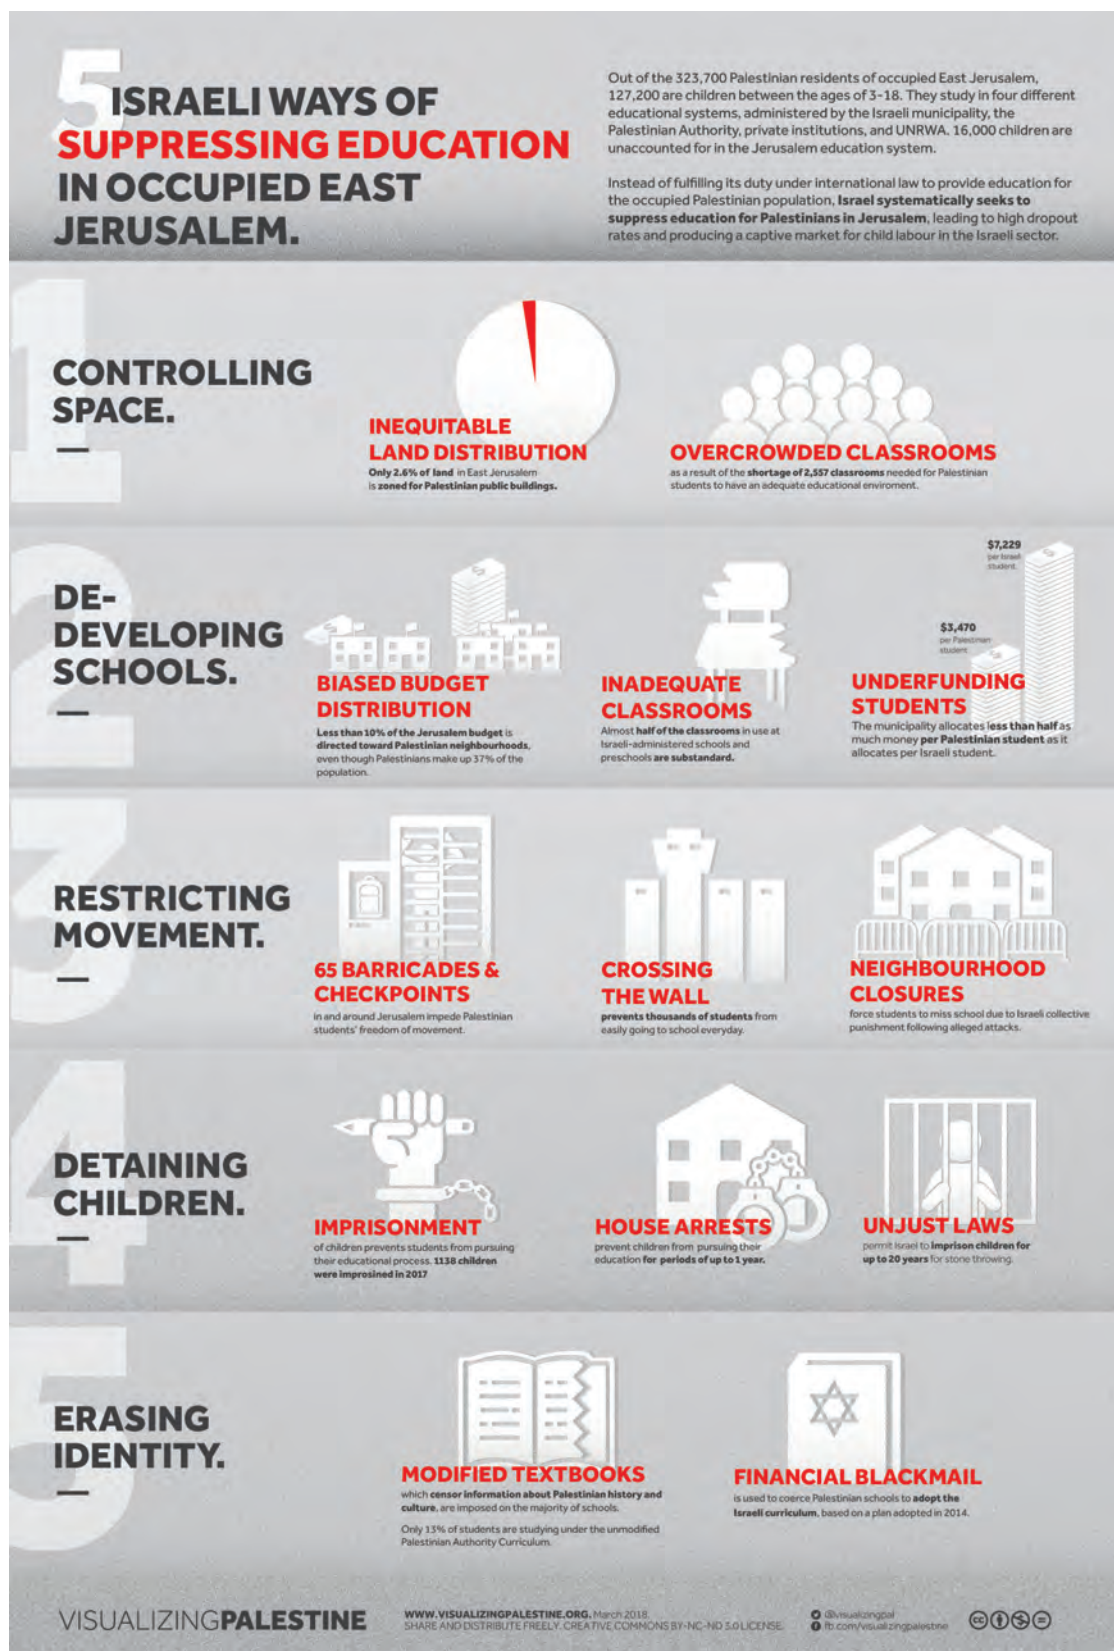 5 ISRAELI WAYS OF
SUPPRESSING EDUCATION
IN OCCUPIED EAST
JERUSALEM.
Out of the 323,700 Palestinian residents of occupied East Jerusalem,
127,200 are children between the ages of 3-18. They study in four different
educational systems, administered by the Israeli municipality, the
Palestinian Authority, private institutions, and UNRWA. 16,000 children are
unaccounted for in the Jerusalem education system.
Instead of fulfilling its duty under international law to provide education for
the occupied Palestinian population, Israel systematically seeks to
suppress education for Palestinians in Jerusalem, leading to high dropout
rates and producing a captive market for child labour in the Israeli sector.
1
CONTROLLING
SPACE.
INEQUITABLE
LAND DISTRIBUTION
Only 2.6% of land in East Jerusalem
is zoned for Palestinian public buildings.
OVERCROWDED CLASSROOMS
as a result of the shortage of 2,557 classrooms needed for Palestinian
students to have an adequate educational enviroment.
2
DE-
DEVELOPING
SCHOOLS.
BIASED BUDGET
DISTRIBUTION
Less than 10% of the Jerusalem budget is
directed toward Palestinian neighbourhoods,
even though Palestinians make up 37% of the
population.
INADEQUATE
CLASSROOMS
Almost half of the classrooms in use at
Israeli-administered schools and
preschools are substandard.
$7,229
per Israeli
student
$3,470
per Palestinian
student
UNDERFUNDING
STUDENTS
The municipality allocates less than half as
much money per Palestinian student as it
allocates per Israeli student.
3
RESTRICTING
MOVEMENT.
65 BARRICADES &
CHECKPOINTS
in and around Jerusalem impede Palestinian
students' freedom of movement.
CROSSING
THE WALL
prevents thousands of students from
easily going to school everyday.
NEIGHBOURHOOD
CLOSURES
force students to miss school due to Israeli collective
punishment following alleged attacks.
4
DETAINING
CHILDREN.
IMPRISONMENT
of children prevents students from pursuing
their educational process. 1138 children
were improsined in 2017
HOUSE ARRESTS
prevent children from pursuing their
education for periods of up to 1 year.
UNJUST LAWS
permit Israel to imprison children for
up to 20 years for stone throwing.
5
ERASING
IDENTITY.
MODIFIED TEXTBOOKS
which censor information about Palestinian history and
culture, are imposed on the majority of schools.
Only 13% of students are studying under the unmodified
Palestinian Authority Curriculum.
FINANCIAL BLACKMAIL
is used to coerce Palestinian schools to adopt the
Israeli curriculum, based on a plan adopted in 2014.
VISUALIZINGPALESTINE
WWW.VISUALIZINGPALESTINE.ORG, March 2018.
SHARE AND DISTRIBUTE FREELY. CREATIVE COMMONS BY-NC-ND 3.0 LICENSE.
@visualizingpal
fb.com/visualizingpalestine